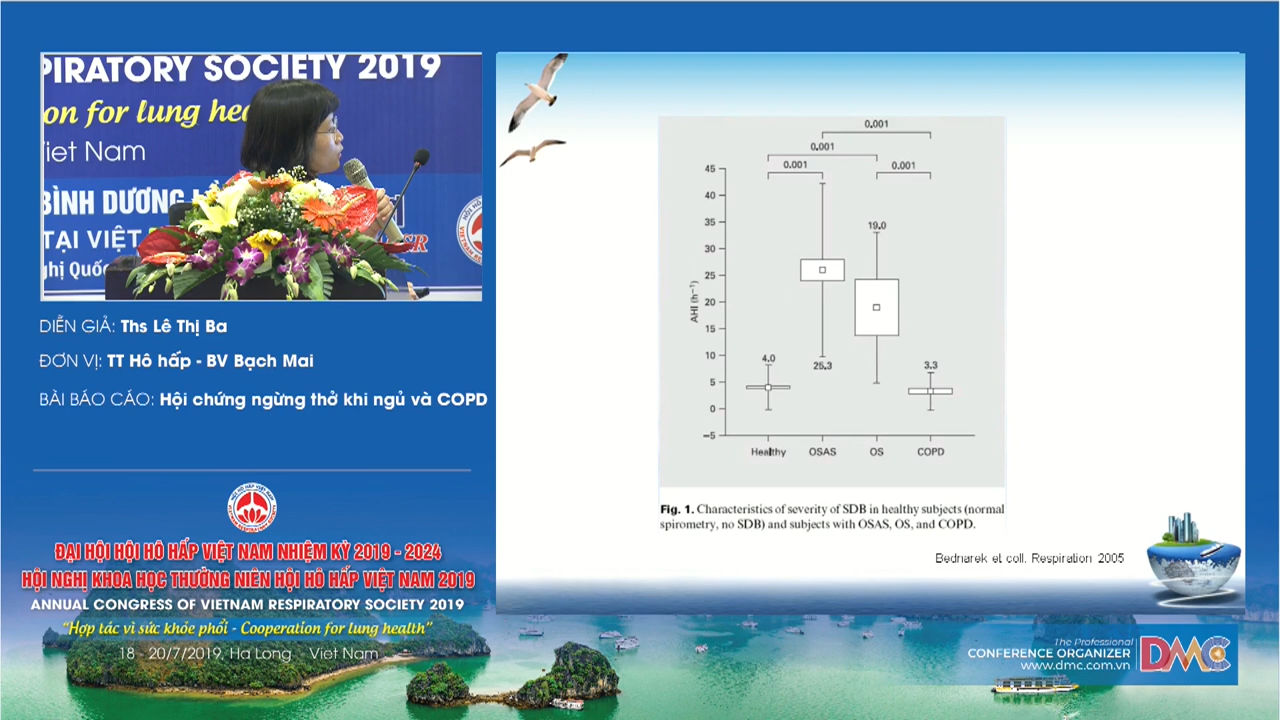 PIRATORY SOCIETY 2019
on for lung hea
iet Nam
BÌNH DƯƠNG
TẠI VIỆT
ghị Quốc
DIỄN GIẢ: Ths Lê Thị Ba
ĐƠN VỊ: TT Hô hấp - BV Bạch Mai
BÀI BÁO CÁO: Hội chứng ngừng thở khi ngủ và COPD
HỘI HÔ HẤP VIỆT NAM
VIETNAM RESPIRATORY SOCIETY
ĐẠI HỘI HỘI HÔ HẤP VIỆT NAM NHIỆM KỲ 2019 - 2024
HỘI NGHỊ KHOA HỌC THƯỜNG NIÊN HỘI HÔ HẤP VIỆT NAM 2019
ANNUAL CONGRESS OF VIETNAM RESPIRATORY SOCIETY 2019
"Hợp tác vì sức khỏe phổi - Cooperation for lung health"
18 - 20/7/2019, Ha Long Viet Nam
0.001
0.001
0.001
0.001
45
40
35
30
25
20
15
10
5
0
-5
AHI (h⁻¹)
4.0
25.3
19.0
3.3
Healthy
OSAS
OS
COPD
Fig. 1. Characteristics of severity of SDB in healthy subjects (normal
spirometry, no SDB) and subjects with OSAS, OS, and COPD.
Bednarek et coll. Respiration 2005
The Professional
CONFERENCE ORGANIZER
www.dmc.com.vn
DMC